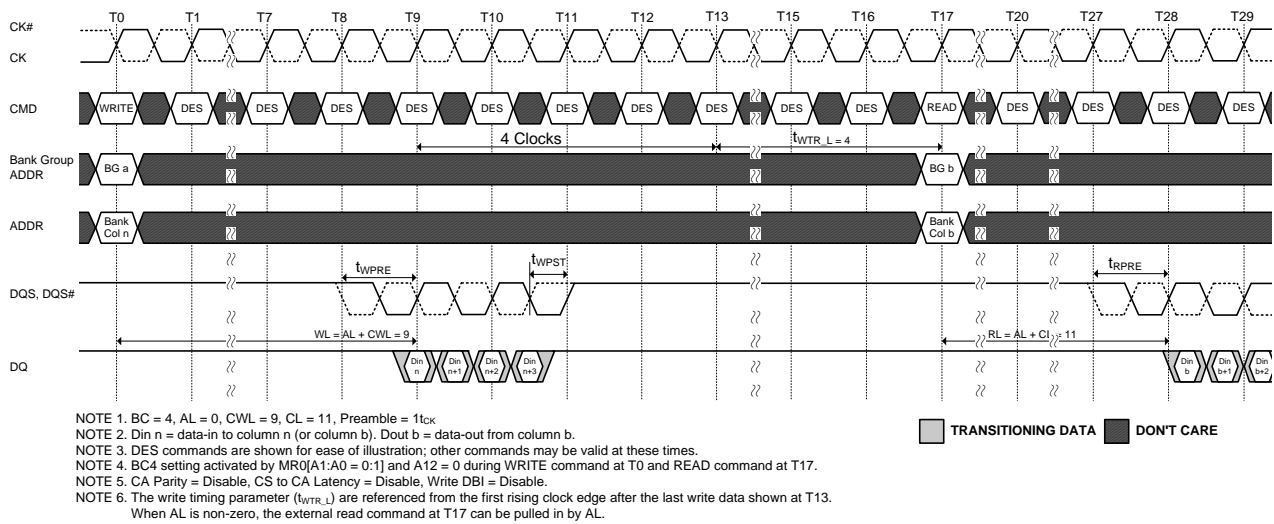 T0 T1 T7 T8 T9 T10 T11 T12 T13 T15 T16 T17 T20 T27 T28 T29
CK#
CK
CMD WRITE DES DES DES DES DES DES DES DES DES DES READ DES DES DES DES
4 Clocks tWTR_L = 4
Bank Group
ADDR
BG a BG b
ADDR
Bank
Col n
Bank
Col b
tWPRE tWPST tRPRE
DQS, DQS#
WL = AL + CWL = 9 RL = AL + CL = 11
DQ
Din
n
Din
n+1
Din
n+2
Din
n+3
Din
b
Din
b+1
Din
b+2
NOTE 1. BC = 4, AL = 0, CWL = 9, CL = 11, Preamble = 1tCK
NOTE 2. Din n = data-in to column n (or column b). Dout b = data-out from column b.
NOTE 3. DES commands are shown for ease of illustration; other commands may be valid at these times.
NOTE 4. BC4 setting activated by MR0[A1:A0 = 0:1] and A12 = 0 during WRITE command at T0 and READ command at T17.
NOTE 5. CA Parity = Disable, CS to CA Latency = Disable, Write DBI = Disable.
NOTE 6. The write timing parameter (tWTR_L) are referenced from the first rising clock edge after the last write data shown at T13.
When AL is non-zero, the external read command at T17 can be pulled in by AL.
TRANSITIONING DATA DON'T CARE